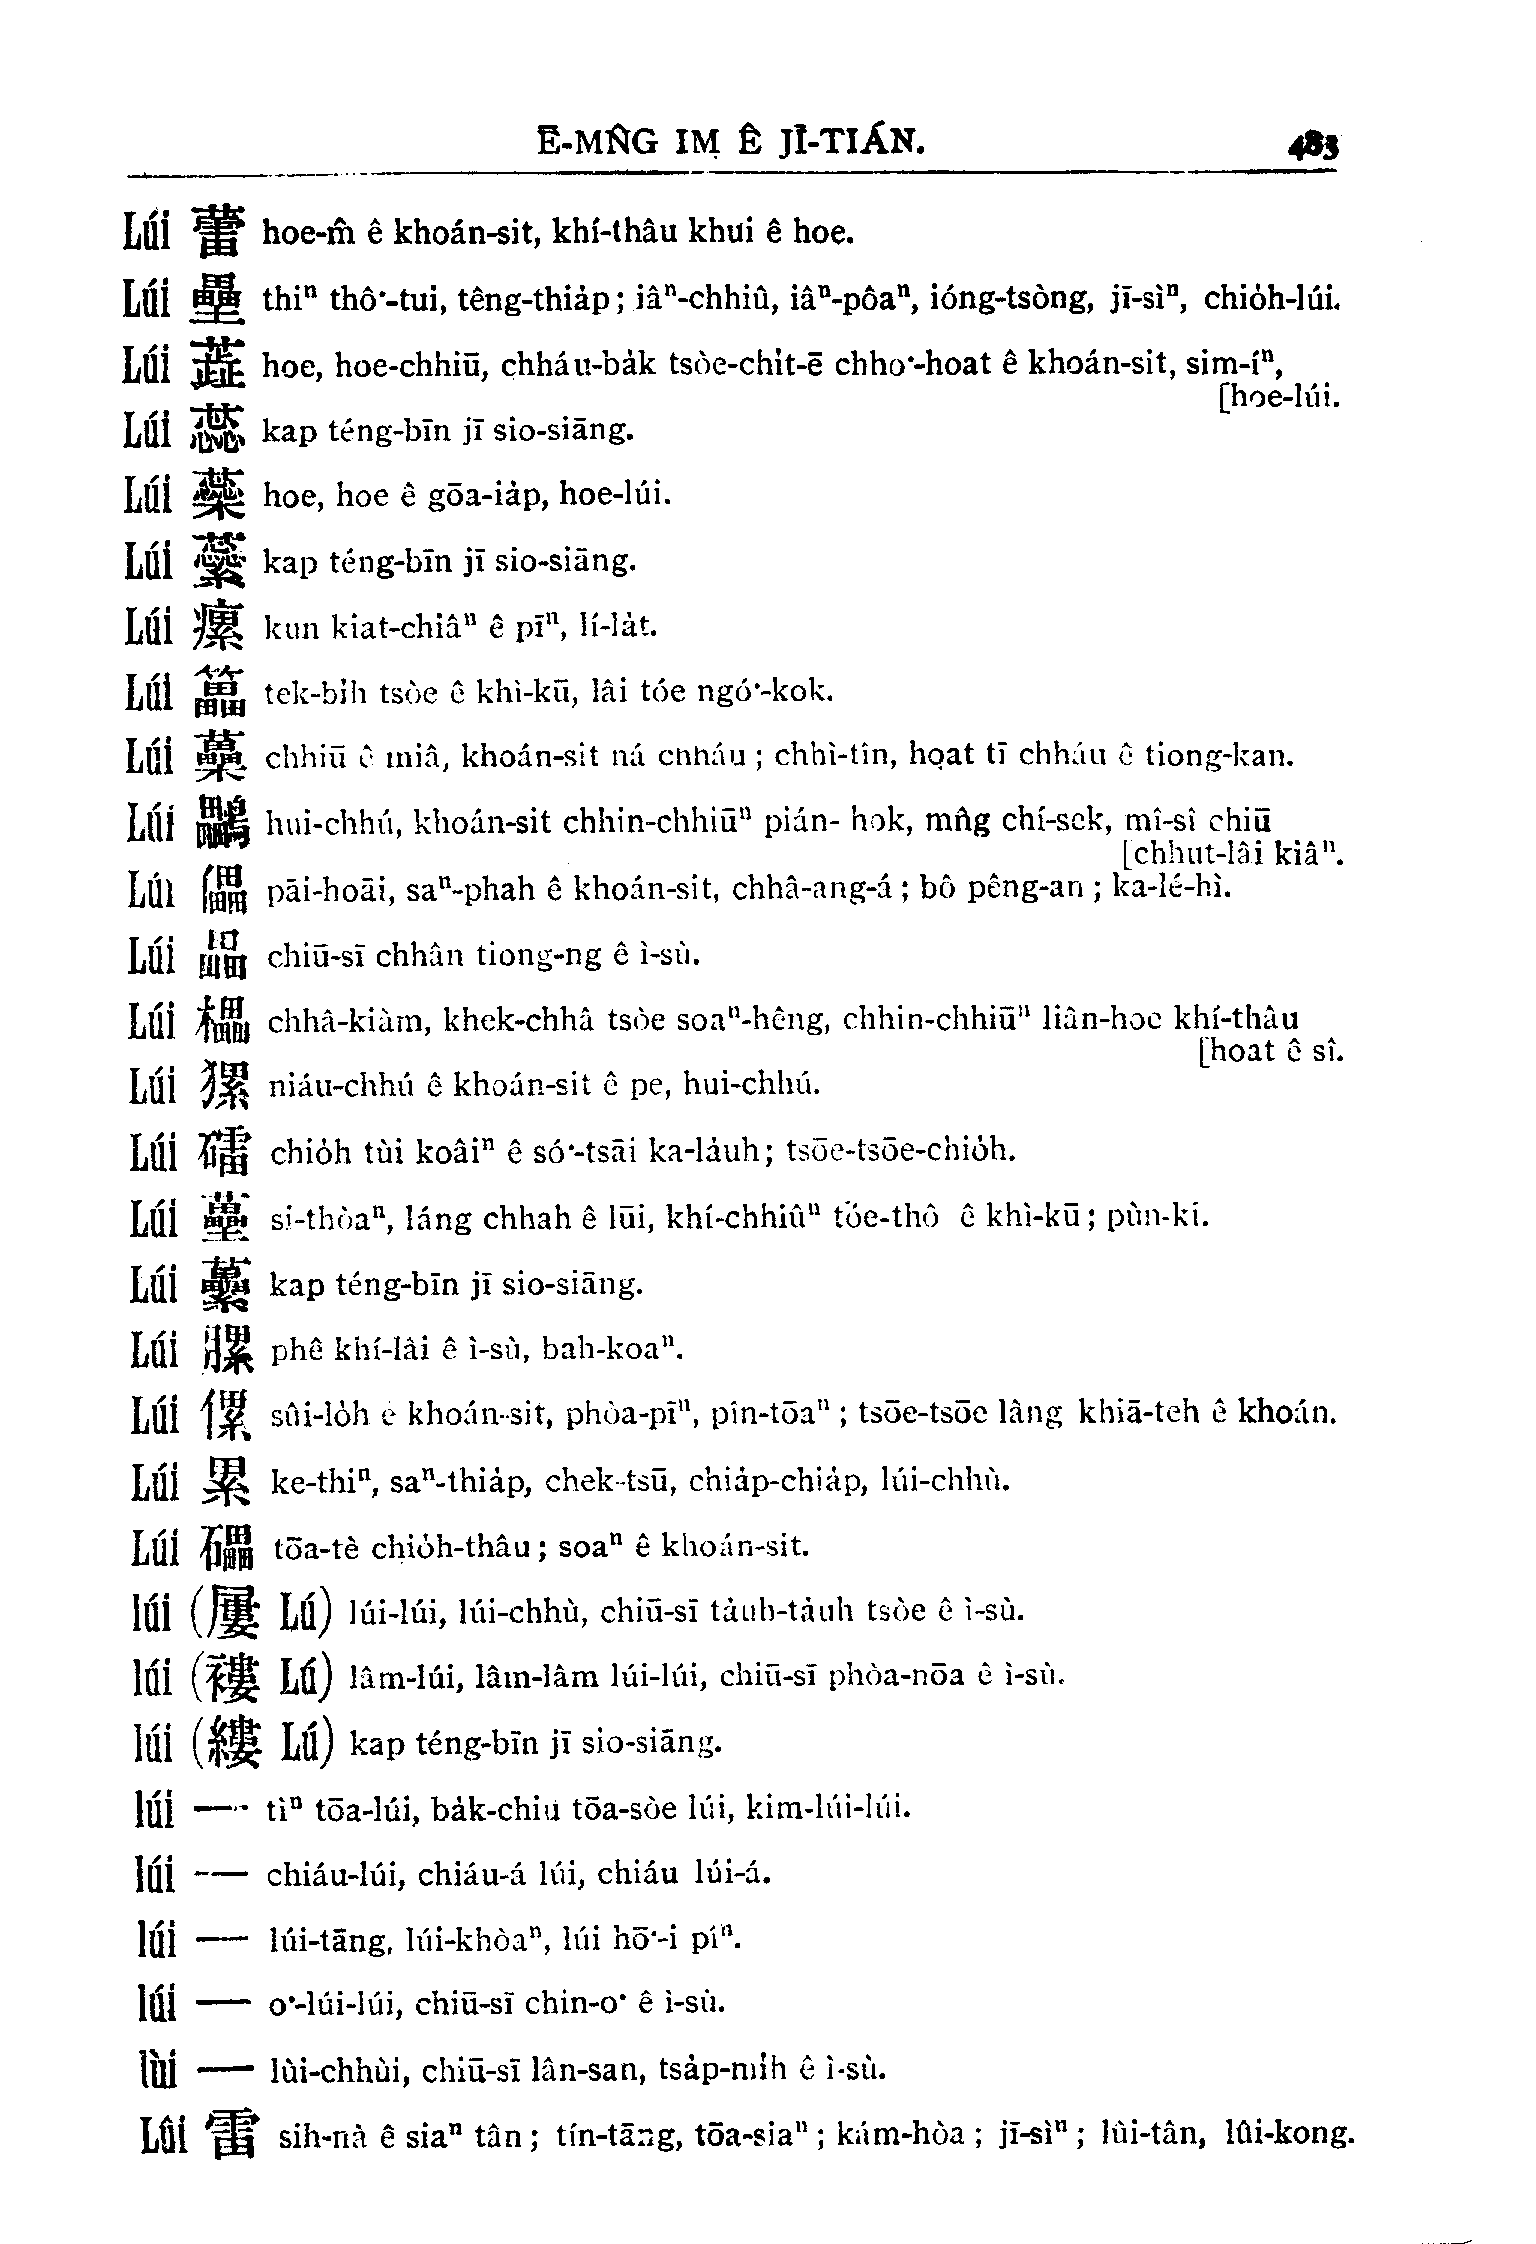 Ē-MN̂G IM Ê JĪ-TIÁN. 483
Lúi 蕾 hoe-m̂ ê khoán-sit, khí-thâu khui ê hoe.
Lúi 壘 thiⁿ thô͘-tui, têng-thia̍p; iâⁿ-chhiû, iâⁿ-pôaⁿ, ióng-tsòng, jī-sìⁿ, chio̍h-lúi.
Lúi hoe, hoe-chhiū, chháu-ba̍k tsòe-chi̍t-ē chho͘-hoat ê khoán-sit, sim-íⁿ,
[hoe-lúi.
Lúi 蕊 kap téng-bīn jī sio-siāng.
Lúi hoe, hoe ê gōa-ia̍p, hoe-lúi.
Lúi kap téng-bīn jī sio-siāng.
Lúi 瘰 kun kiat-chiâⁿ ê pīⁿ, lí-la̍t.
Lúi tek-bi̍h tsòe ê khì-kū, lâi tóe ngó͘-kok.
Lúi 蘽 chhiū ê miâ, khoán-sit ná chháu; chhì-tîn, hoat tī chháu ê tiong-kan.
Lúi 鸓 hui-chhú, khoán-sit chhin-chhiūⁿ pián-hok, mn̂g chí-sek, mî-sî chiū
[chhut-lâi kiâⁿ.
Lúi 儡 pāi-hoāi, saⁿ-phah ê khoán-sit, chhâ-ang-á; bô pêng-an; ka-lé-hì.
Lúi 畾 chiū-sī chhân tiong-ng ê ì-sù.
Lúi 櫑 chhâ-kiàm, khek-chhâ tsòe soaⁿ-hêng, chhin-chhiūⁿ liân-hoe khí-thâu
[hoat ê sî.
Lúi niáu-chhú ê khoán-sit ê pe, hui-chhú.
Lúi 礌 chio̍h tùi koâiⁿ ê só͘-tsāi ka-la̍uh; tsōe-tsōe-chio̍h.
Lúi 蘲 si-thòaⁿ, láng chhah ê lūi, khí-chhiûⁿ tóe-thô ê khì-kū; pùn-ki.
Lúi 虆 kap téng-bīn jī sio-siāng.
Lúi phê khí-lâi ê ì-sù, bah-koaⁿ.
Lúi 傫 sûi-lo̍h ê khoán-sit, phòa-pīⁿ, pîn-tōaⁿ; tsōe-tsōe lâng khiā-teh ê khoán.
Lúi 累 ke-thiⁿ, saⁿ-thia̍p, chek-tsū, chia̍p-chia̍p, lúi-chhù.
Lúi 礧 tōa-tè chio̍h-thâu; soaⁿ ê khoán-sit.
lúi (屢 Lú) lúi-lúi, lúi-chhù, chiū-sī ta̍uh-ta̍uh tsòe ê ì-sù.
lúi (褸 Lú) lâm-lúi, lâm-lâm lúi-lúi, chiū-sī phòa-nōa ê ì-sù.
lúi (縷 Lú) kap téng-bīn jī sio-siāng.
lúi — tìⁿ tōa-lúi, ba̍k-chiu tōa-sòe lúi, kim-lúi-lúi.
lúi — chiáu-lúi, chiáu-á lúi, chiáu lúi-á.
lúi — lúi-tāng, lúi-khòaⁿ, lúi hō͘-i píⁿ.
lúi — o͘-lúi-lúi, chiū-sī chin-o͘ ê ì-sù.
lùi — lùi-chhùi, chiū-sī lân-san, tsa̍p-mi̍h ê ì-sù.
Lûi 雷 sih-nà ê siaⁿ tân; tín-tāng, tōa-siaⁿ; kám-hòa; jī-sìⁿ; lûi-tân, lûi-kong.